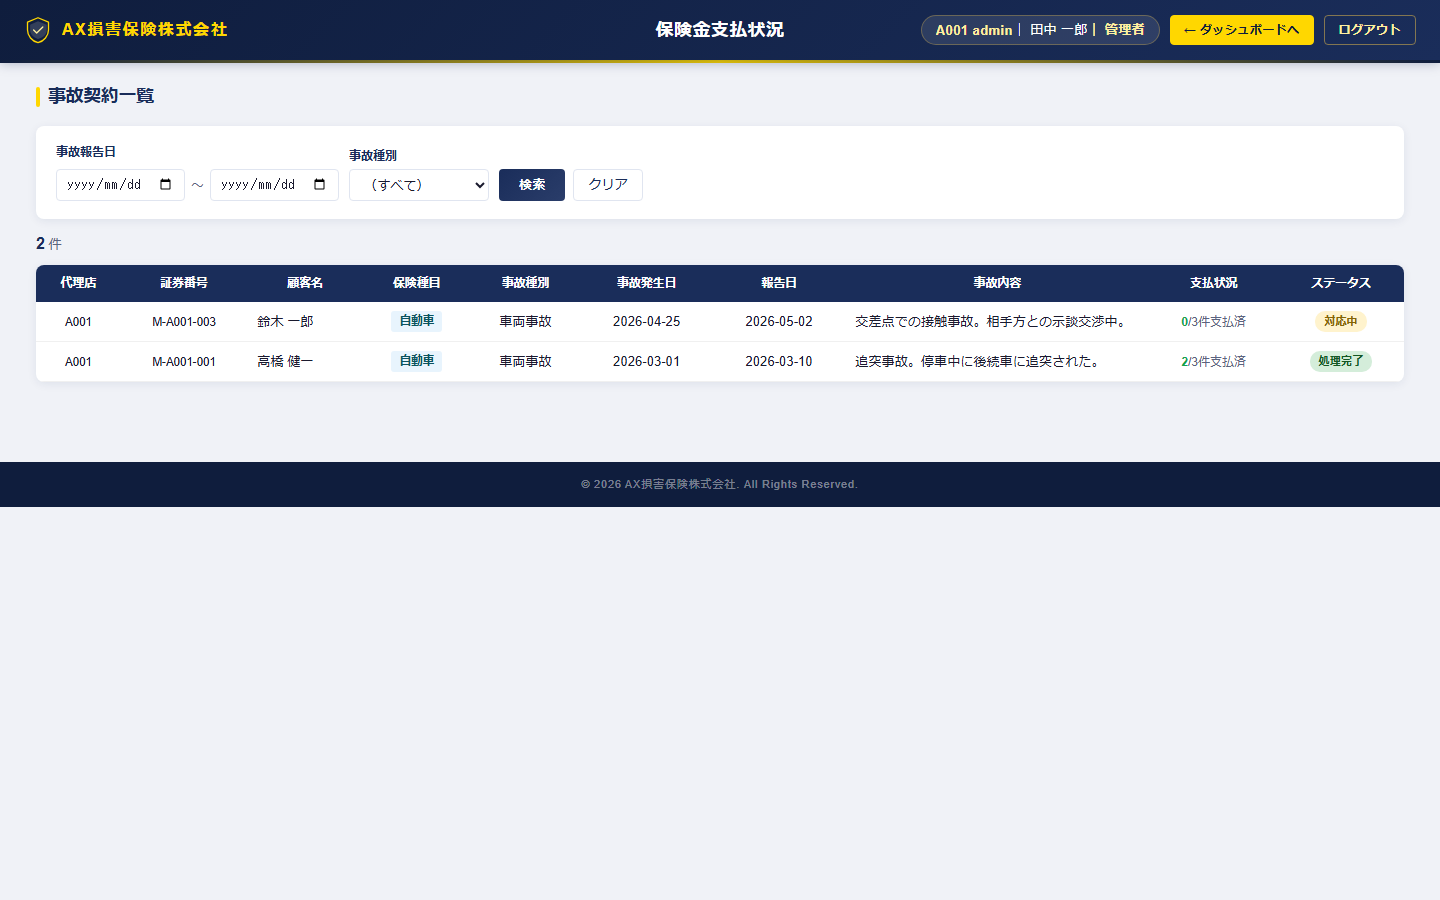 AX損害保険株式会社
保険金支払状況
A001 admin | 田中 一郎 | 管理者
← ダッシュボードへ
ログアウト
事故契約一覧
事故報告日
事故種別
yyyy/mm/dd ～ yyyy/mm/dd （すべて） 検索 クリア
2 件
代理店 証券番号 顧客名 保険種目 事故種別 事故発生日 報告日 事故内容 支払状況 ステータス
A001 M-A001-003 鈴木 一郎 自動車 車両事故 2026-04-25 2026-05-02 交差点での接触事故。相手方との示談交渉中。 0/3件支払済 対応中
A001 M-A001-001 高橋 健一 自動車 車両事故 2026-03-01 2026-03-10 追突事故。停車中に後続車に追突された。 2/3件支払済 処理完了
© 2026 AX損害保険株式会社. All Rights Reserved.